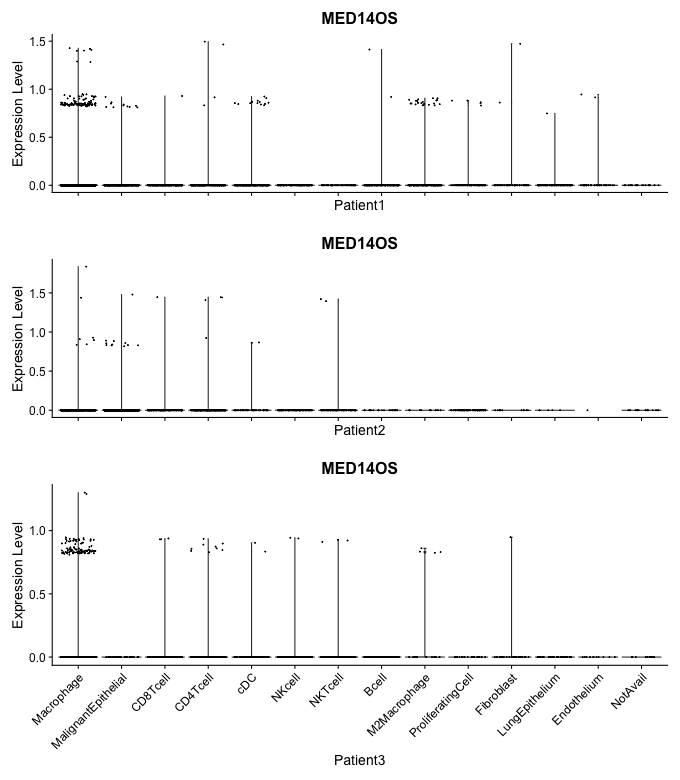 MED14OS
Expression Level
1.5
1.0
0.5
0.0
Patient1
MED14OS
Expression Level
1.5
1.0
0.5
0.0
Patient2
MED14OS
Expression Level
1.0
0.5
0.0
Macrophage
MalignantEpithelial
CD8Tcell
CD4Tcell
cDC
NKcell
NKTcell
Bcell
M2Macrophage
ProliferatingCell
Fibroblast
LungEpithelium
Endothelium
NotAvail
Patient3